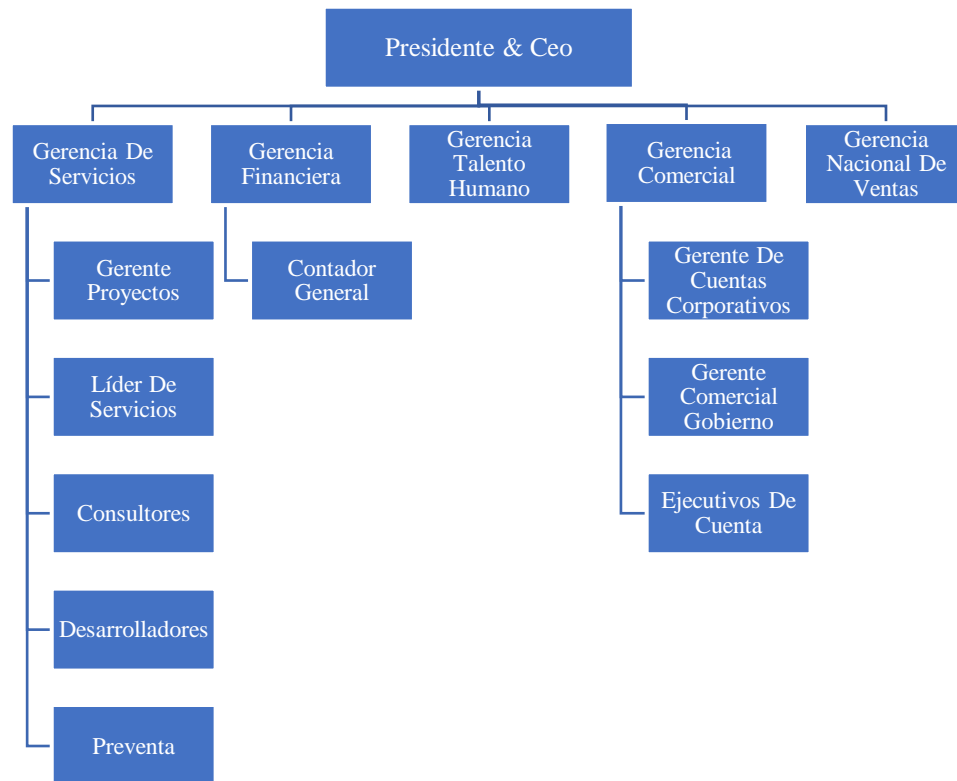 Presidente & Ceo
Gerencia De
Servicios
Gerencia
Financiera
Gerencia
Talento
Humano
Gerencia
Comercial
Gerencia
Nacional De
Ventas
Gerente
Proyectos
Contador
General
Gerente De
Cuentas
Corporativos
Líder De
Servicios
Gerente
Comercial
Gobierno
Consultores
Ejecutivos De
Cuenta
Desarrolladores
Preventa